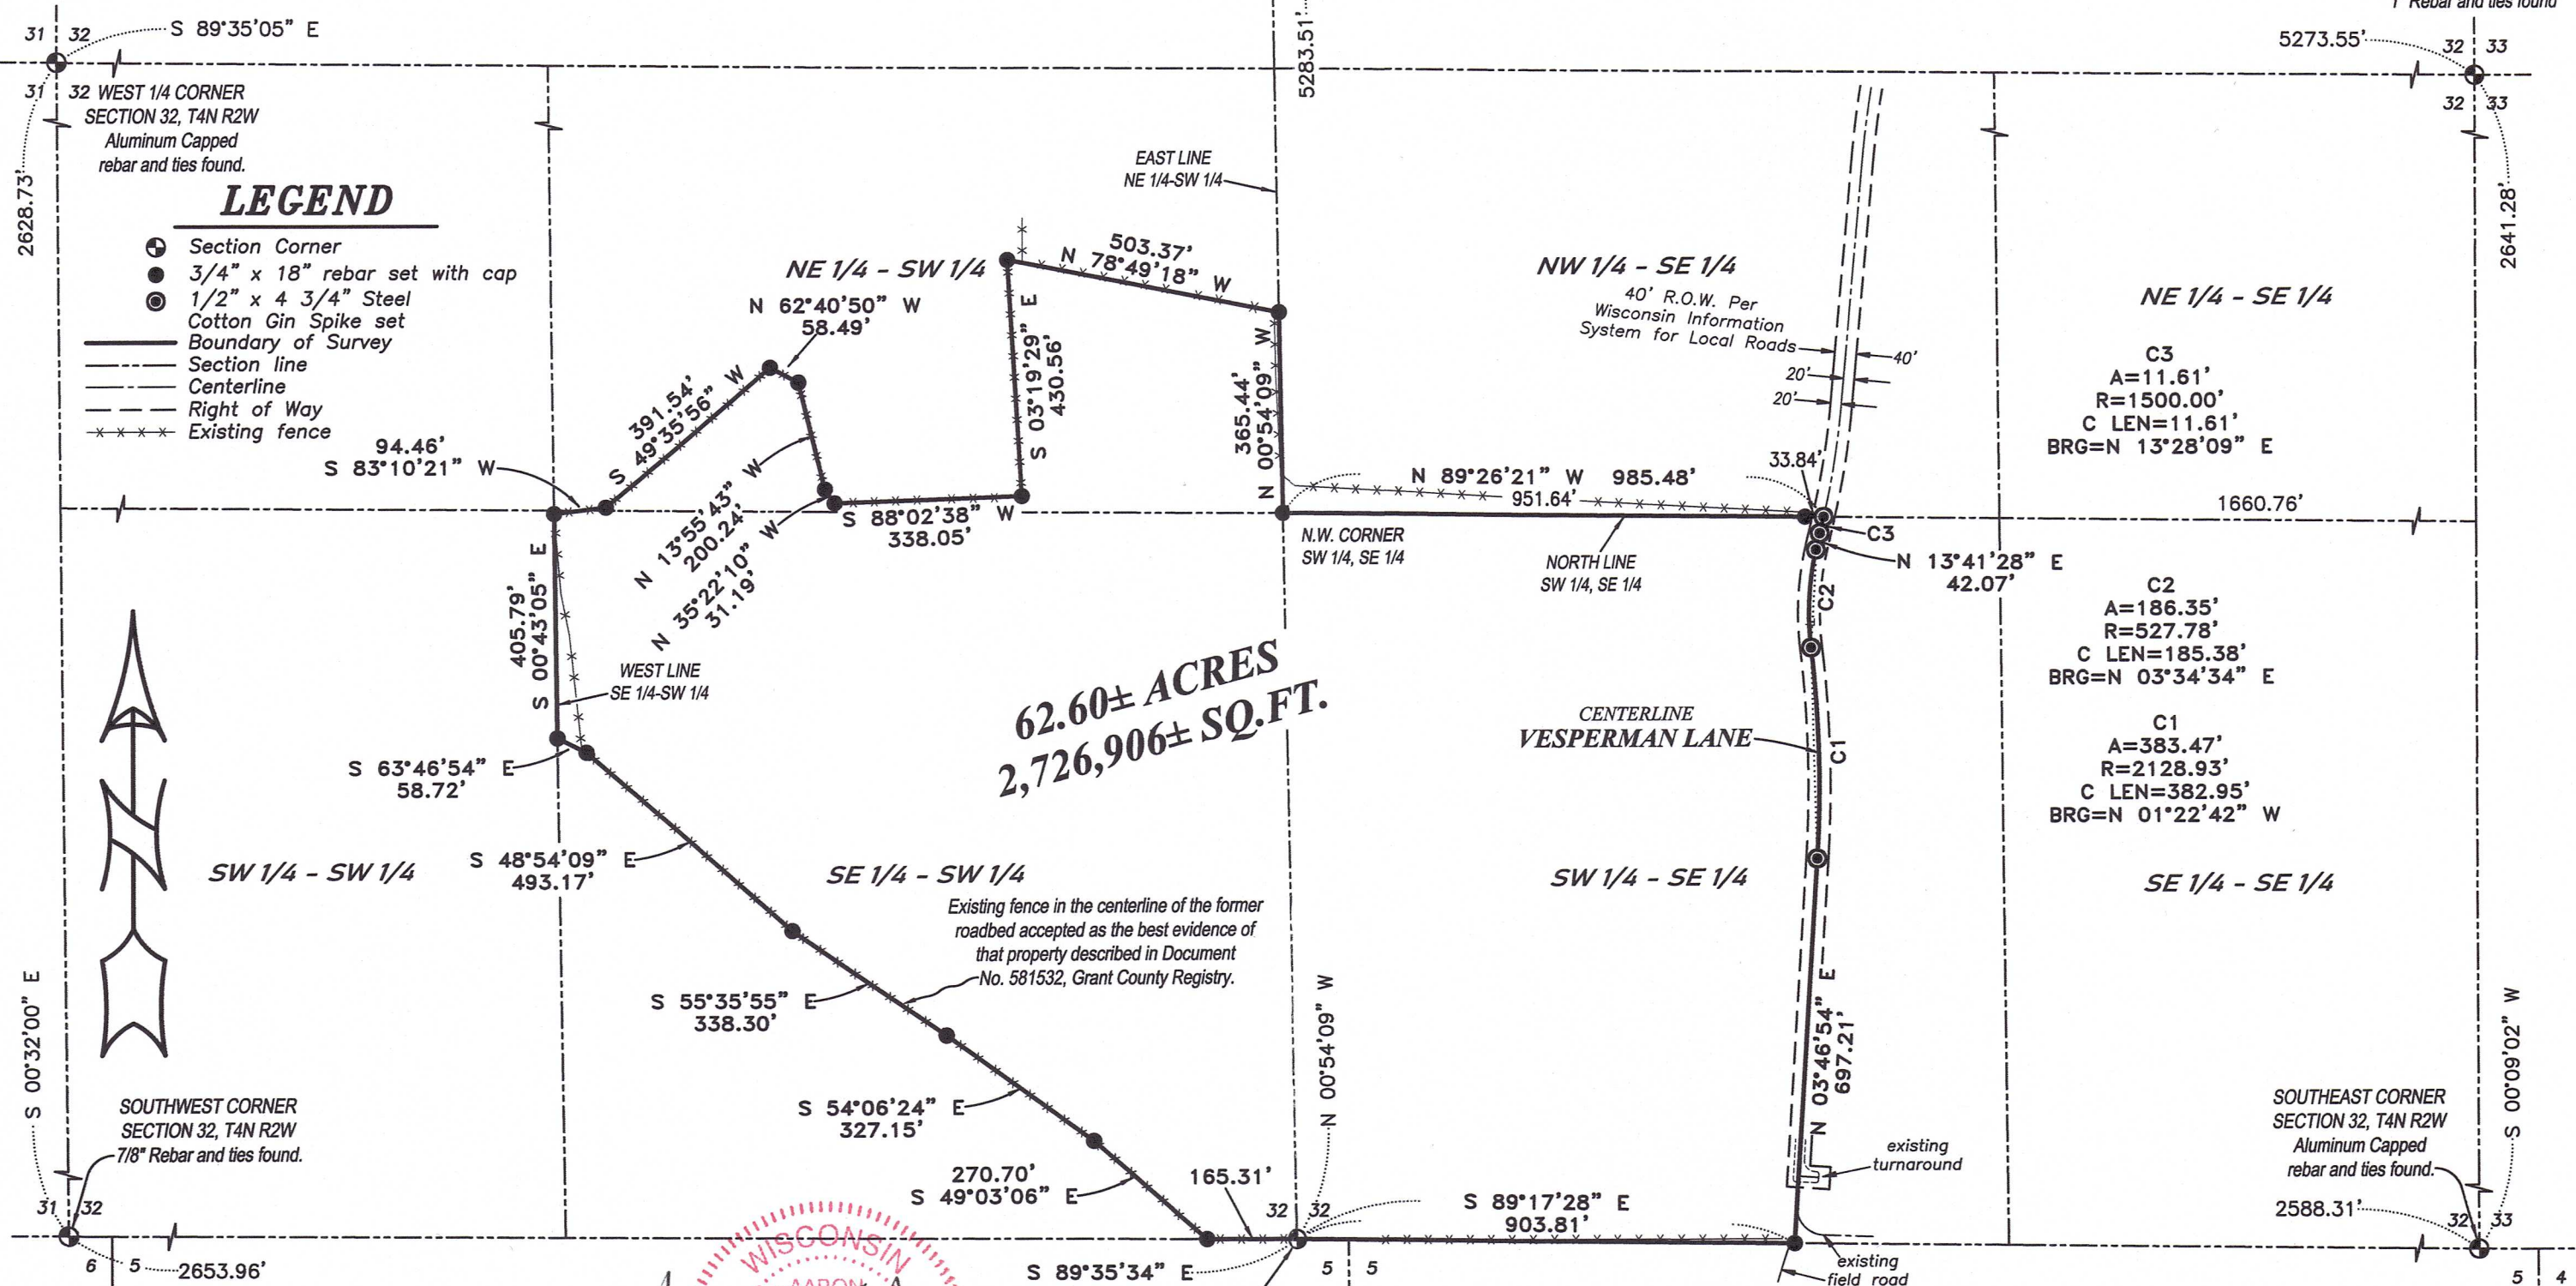 1" Rebar and ties found
31 32
S 89°35'05" E
5283.51'
5273.55'
32 33
31 32
WEST 1/4 CORNER
SECTION 32, T4N R2W
Aluminum Capped
rebar and ties found.
32 33
2628.73'
2641.28'
LEGEND
Section Corner
3/4" x 18" rebar set with cap
1/2" x 4 3/4" Steel
Cotton Gin Spike set
Boundary of Survey
Section line
Centerline
Right of Way
Existing fence
EAST LINE
NE 1/4-SW 1/4
NE 1/4 - SW 1/4
503.37'
N 78°49'18" W
NW 1/4 - SE 1/4
40' R.O.W. Per
Wisconsin Information
System for Local Roads
40'
20'
20'
NE 1/4 - SE 1/4
N 62°40'50" W
58.49'
391.54'
S 49°35'56" W
S 03°19'29" E
430.56'
365.44'
N 00°54'09" W
C3
A=11.61'
R=1500.00'
C LEN=11.61'
BRG=N 13°28'09" E
94.46'
S 83°10'21" W
N 13°55'43" W
200.24'
N 35°22'10" W
31.19'
S 88°02'38" W
338.05'
N 89°26'21" W 985.48'
951.64'
33.84'
1660.76'
N.W. CORNER
SW 1/4, SE 1/4
NORTH LINE
SW 1/4, SE 1/4
C3
N 13°41'28" E
42.07'
C2
C2
A=186.35'
R=527.78'
C LEN=185.38'
BRG=N 03°34'34" E
405.79'
S 00°43'05" E
WEST LINE
SE 1/4-SW 1/4
62.60± ACRES
2,726,906± SQ.FT.
CENTERLINE
VESPERMAN LANE
C1
C1
A=383.47'
R=2128.93'
C LEN=382.95'
BRG=N 01°22'42" W
S 63°46'54" E
58.72'
SW 1/4 - SW 1/4
S 48°54'09" E
493.17'
SE 1/4 - SW 1/4
SW 1/4 - SE 1/4
SE 1/4 - SE 1/4
Existing fence in the centerline of the former
roadbed accepted as the best evidence of
that property described in Document
No. 581532, Grant County Registry.
S 55°35'55" E
338.30'
N 03°46'54" E
697.21'
S 00°32'00" E
N 00°54'09" W
S 00°09'02" W
SOUTHWEST CORNER
SECTION 32, T4N R2W
7/8" Rebar and ties found.
S 54°06'24" E
327.15'
SOUTHEAST CORNER
SECTION 32, T4N R2W
Aluminum Capped
rebar and ties found.
existing
turnaround
270.70'
S 49°03'06" E
165.31'
31 32
32 32
S 89°17'28" E
903.81'
2588.31'
32 33
6 5
2653.96'
WISCONSIN
AARON
S 89°35'34" E
5 5
existing
field road
5 4